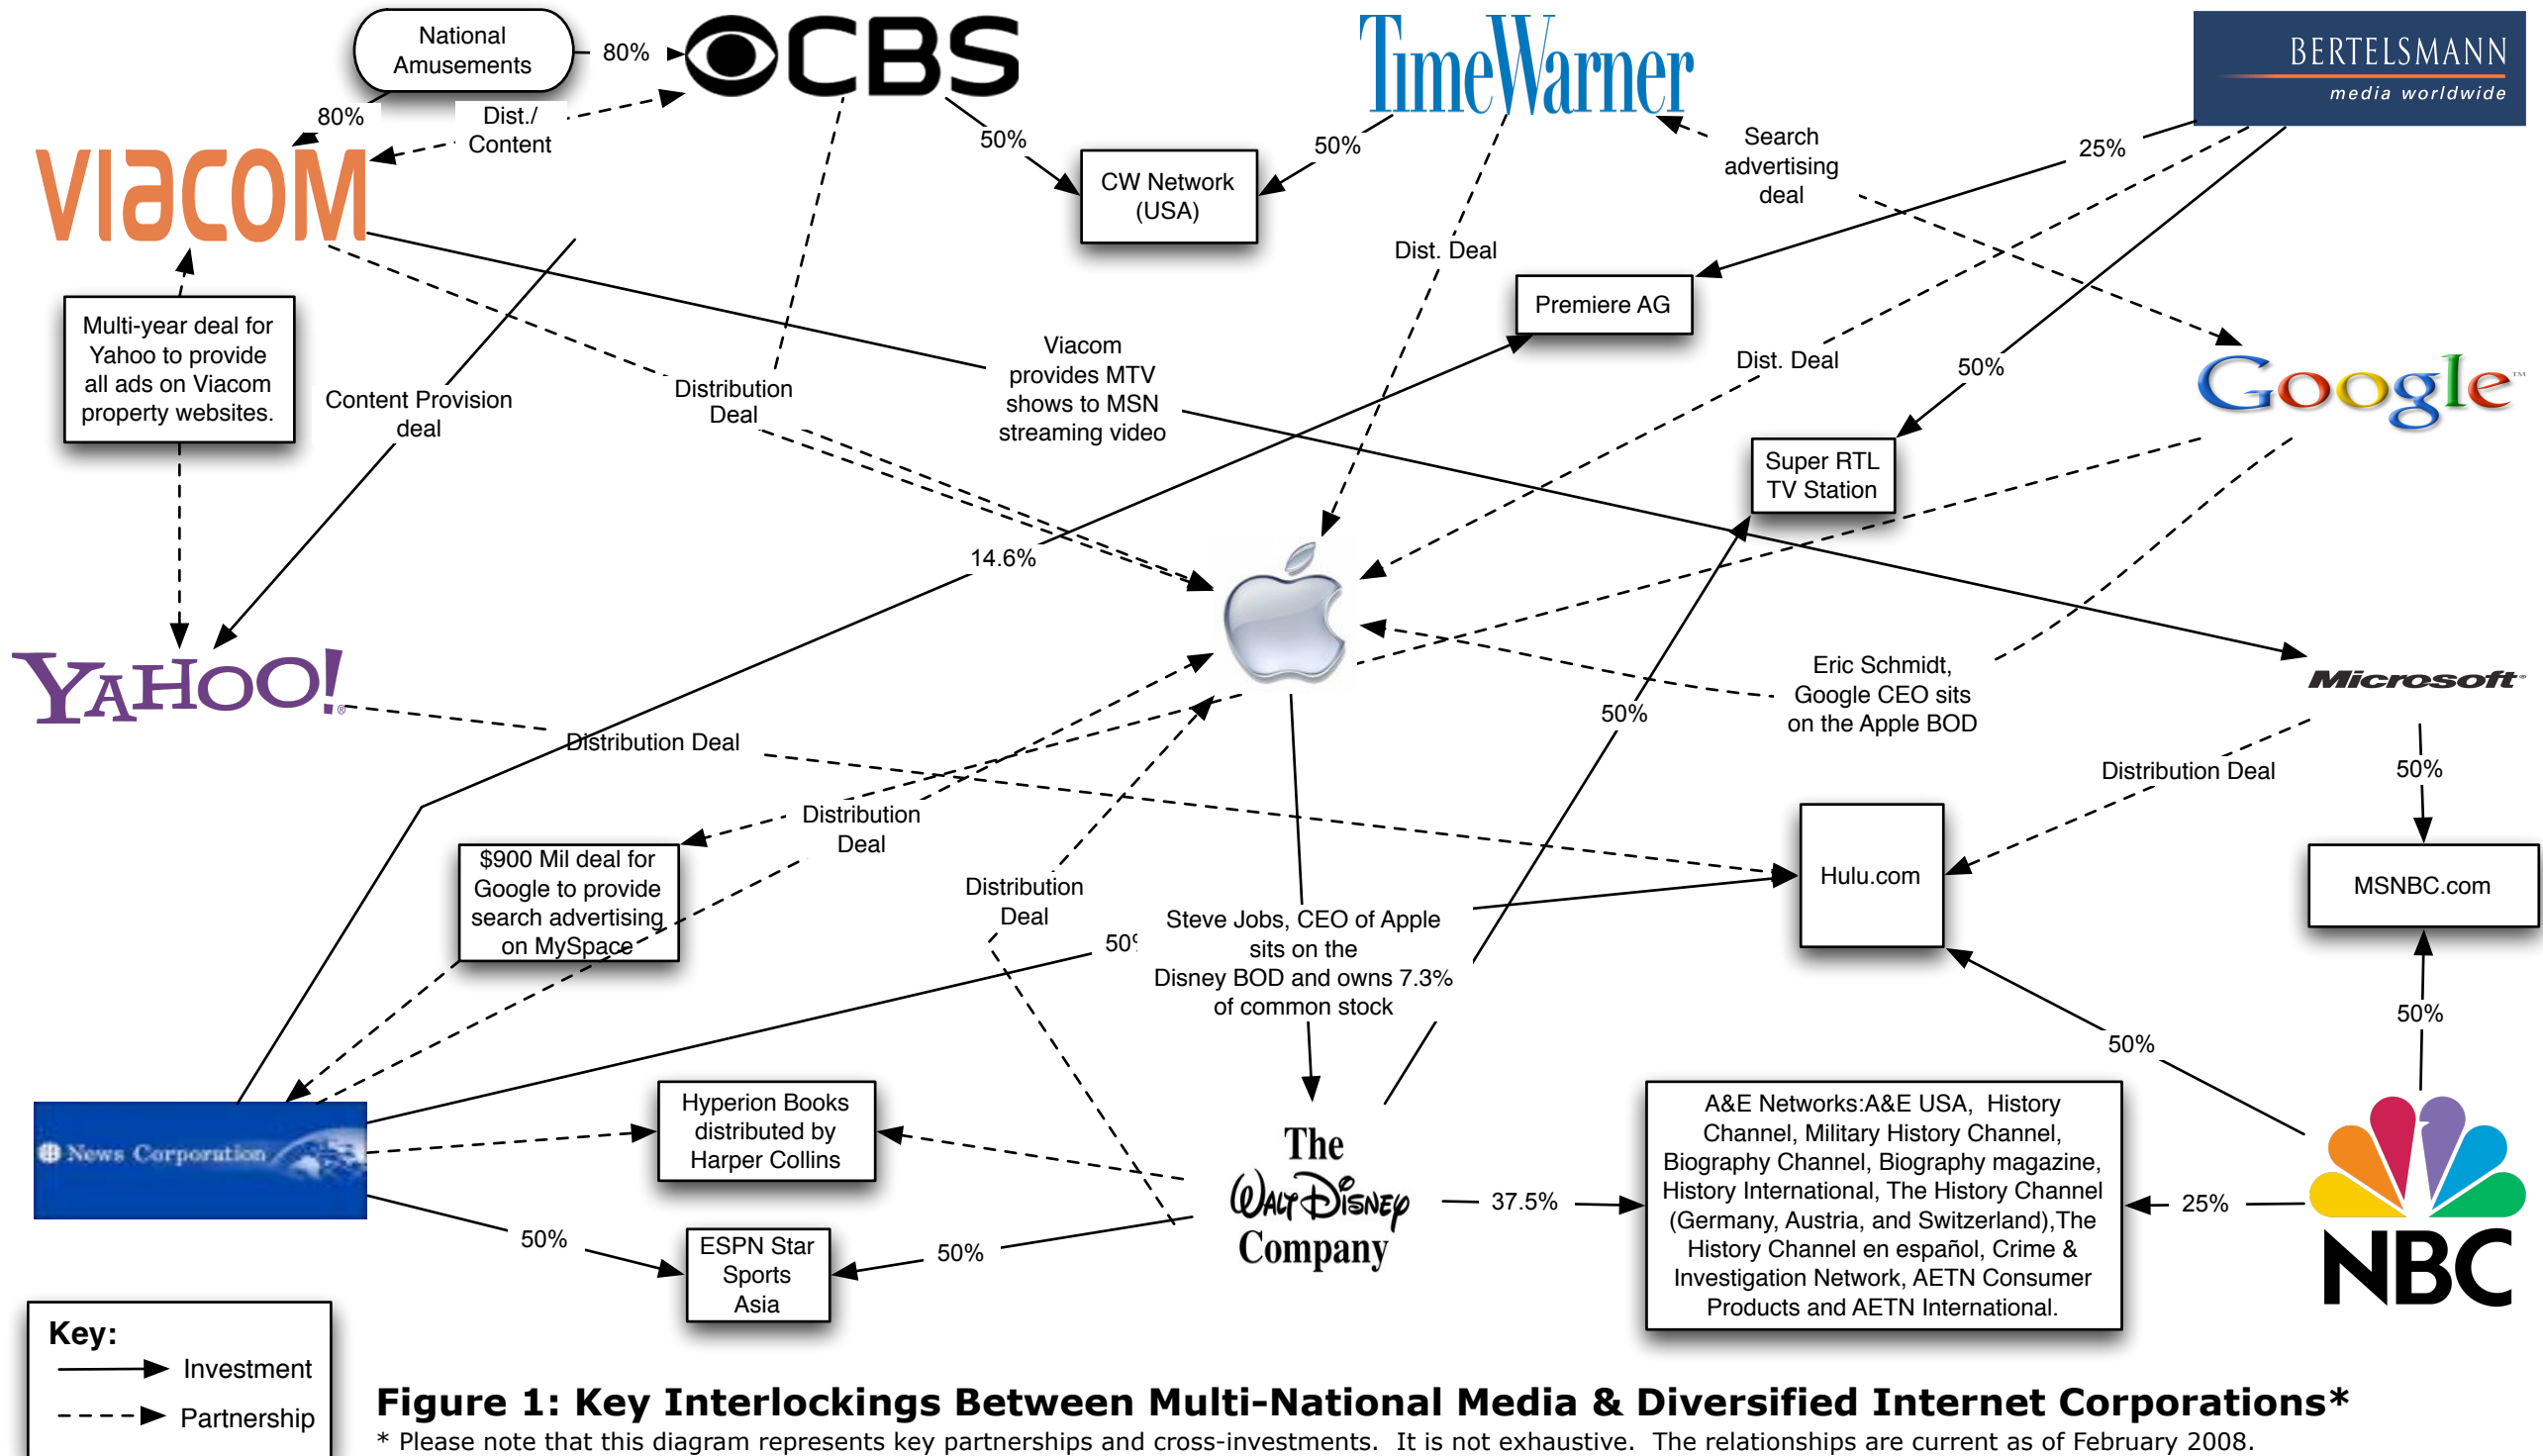 National
Amusements
80%
CBS
TimeWarner
BERTELSMANN
media worldwide
80%
Dist./
Content
50%
50%
CW Network
(USA)
Search
advertising
deal
25%
VIACOM
Dist. Deal
Premiere AG
Multi-year deal for
Yahoo to provide
all ads on Viacom
property websites.
Content Provision
deal
Distribution
Deal
Viacom
provides MTV
shows to MSN
streaming video
Dist. Deal
50%
Google™
Super RTL
TV Station
14.6%
YAHOO!®
Eric Schmidt,
Google CEO sits
on the Apple BOD
Microsoft®
50%
Distribution Deal
Distribution Deal
50%
Distribution
Deal
$900 Mil deal for
Google to provide
search advertising
on MySpace
Distribution
Deal
Hulu.com
MSNBC.com
50%
Steve Jobs, CEO of Apple
sits on the
Disney BOD and owns 7.3%
of common stock
50%
50%
News Corporation
Hyperion Books
distributed by
Harper Collins
The
WALT DISNEY
Company
37.5%
A&E Networks:A&E USA, History
Channel, Military History Channel,
Biography Channel, Biography magazine,
History International, The History Channel
(Germany, Austria, and Switzerland),The
History Channel en español, Crime &
Investigation Network, AETN Consumer
Products and AETN International.
25%
NBC
50%
ESPN Star
Sports
Asia
50%
Key:
Investment
Partnership
Figure 1: Key Interlockings Between Multi-National Media & Diversified Internet Corporations*
* Please note that this diagram represents key partnerships and cross-investments. It is not exhaustive. The relationships are current as of February 2008.